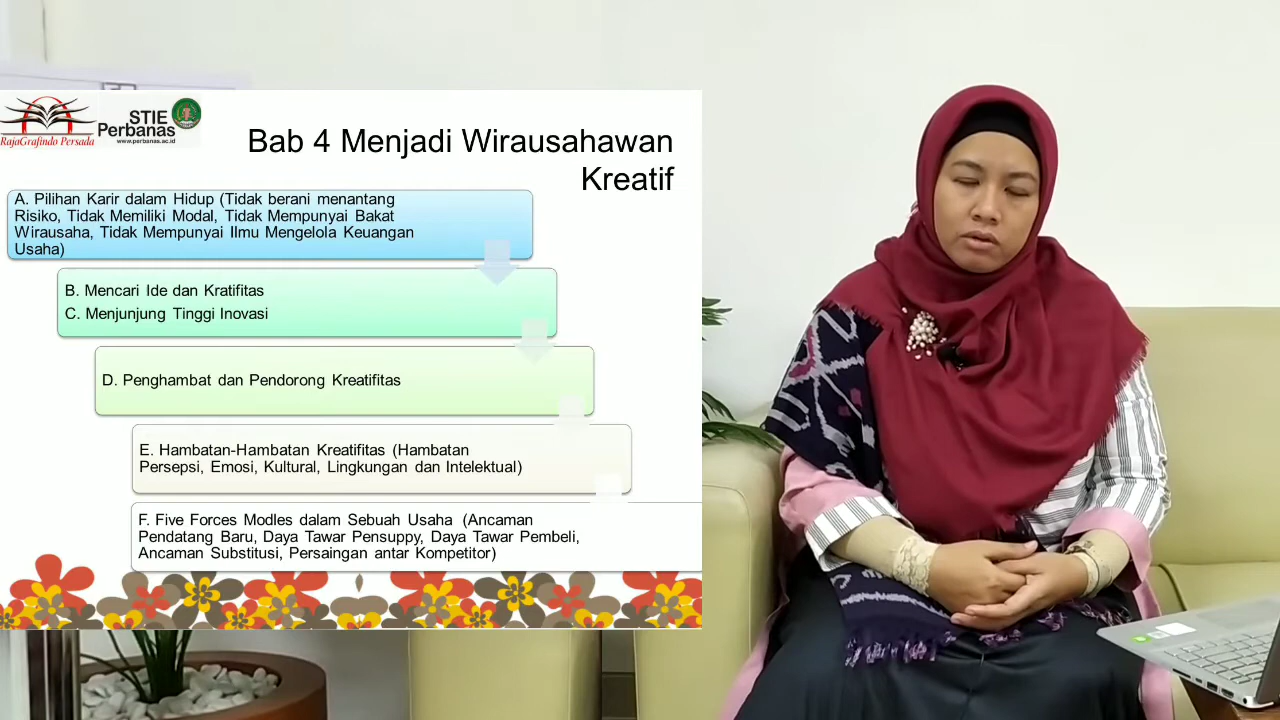 RajaGrafindo Persada
STIE
Perbanas
www.perbanas.ac.id
Bab 4 Menjadi Wirausahawan
Kreatif
A. Pilihan Karir dalam Hidup (Tidak berani menantang
Risiko, Tidak Memiliki Modal, Tidak Mempunyai Bakat
Wirausaha, Tidak Mempunyai Ilmu Mengelola Keuangan
Usaha)
B. Mencari Ide dan Kratifitas
C. Menjunjung Tinggi Inovasi
D. Penghambat dan Pendorong Kreatifitas
E. Hambatan-Hambatan Kreatifitas (Hambatan
Persepsi, Emosi, Kultural, Lingkungan dan Intelektual)
F. Five Forces Modles dalam Sebuah Usaha (Ancaman
Pendatang Baru, Daya Tawar Pensuppy, Daya Tawar Pembeli,
Ancaman Substitusi, Persaingan antar Kompetitor)